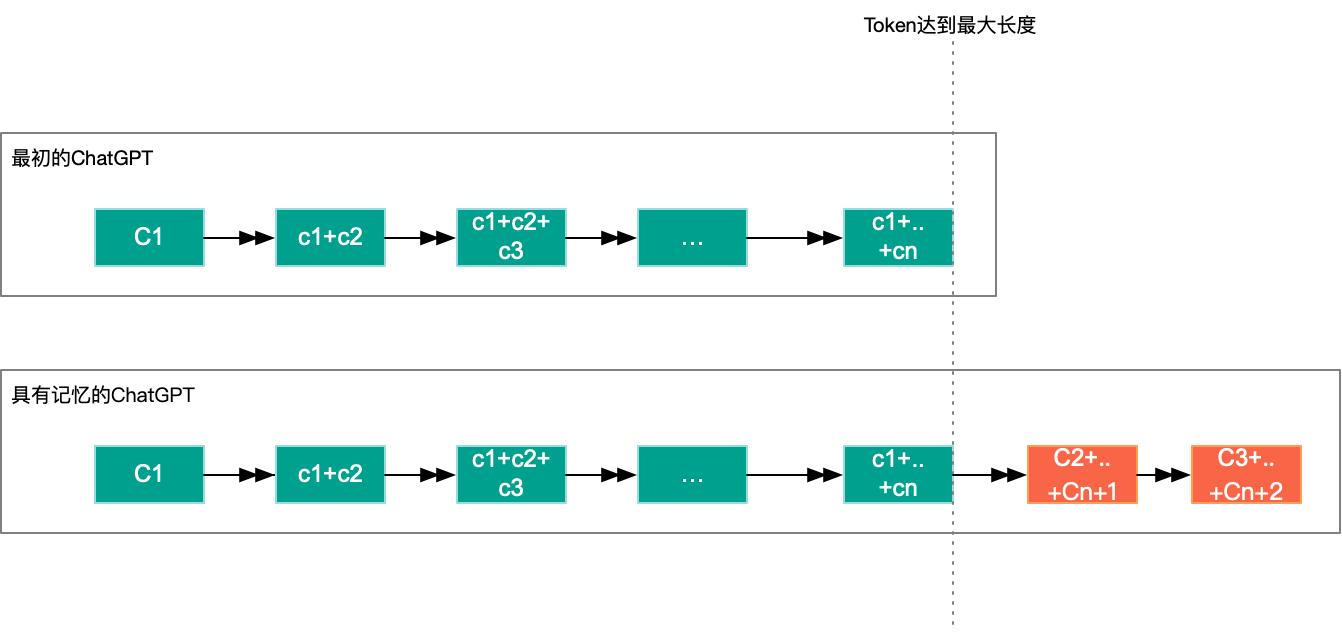 Token达到最大长度
最初的ChatGPT
C1
c1+c2
c1+c2+
c3
...
c1+..
+cn
具有记忆的ChatGPT
C1
c1+c2
c1+c2+
c3
...
c1+..
+cn
C2+..
+Cn+1
C3+..
+Cn+2